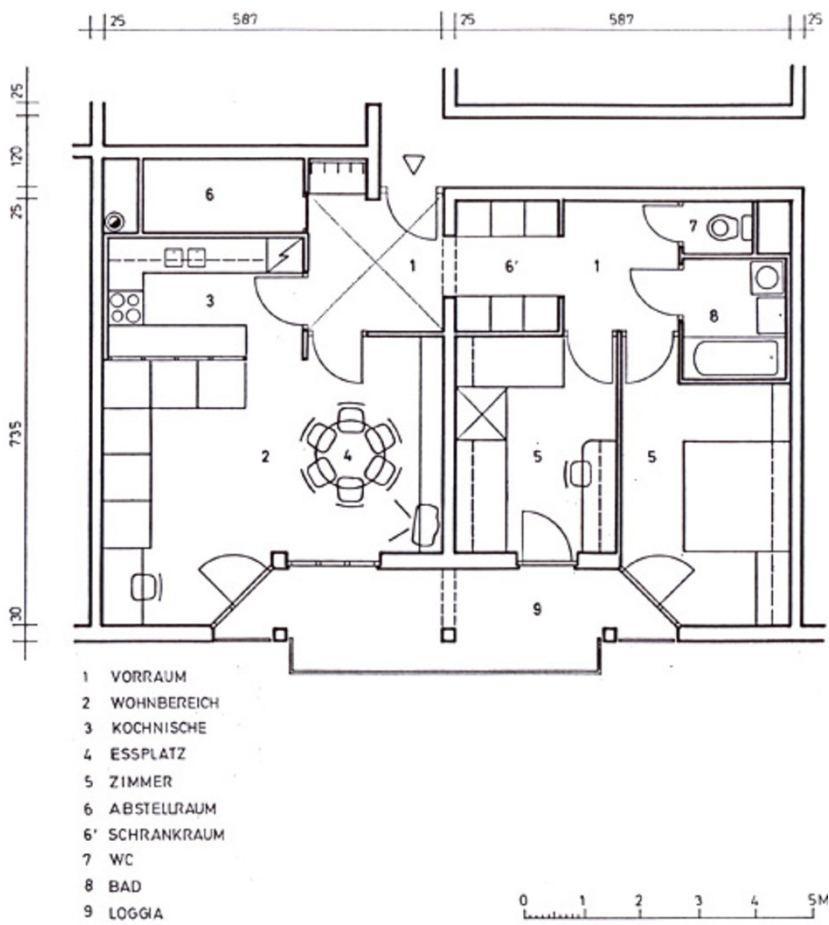 25 587 25 587 25
25
120
25
735
30
6
7
1
6'
1
3
8
2
4
5
5
9
1 VORRAUM
2 WOHNBEREICH
3 KOCHNISCHE
4 ESSPLATZ
5 ZIMMER
6 ABSTELLRAUM
6' SCHRANKRAUM
7 WC
8 BAD
9 LOGGIA
0 1 2 3 4 5M